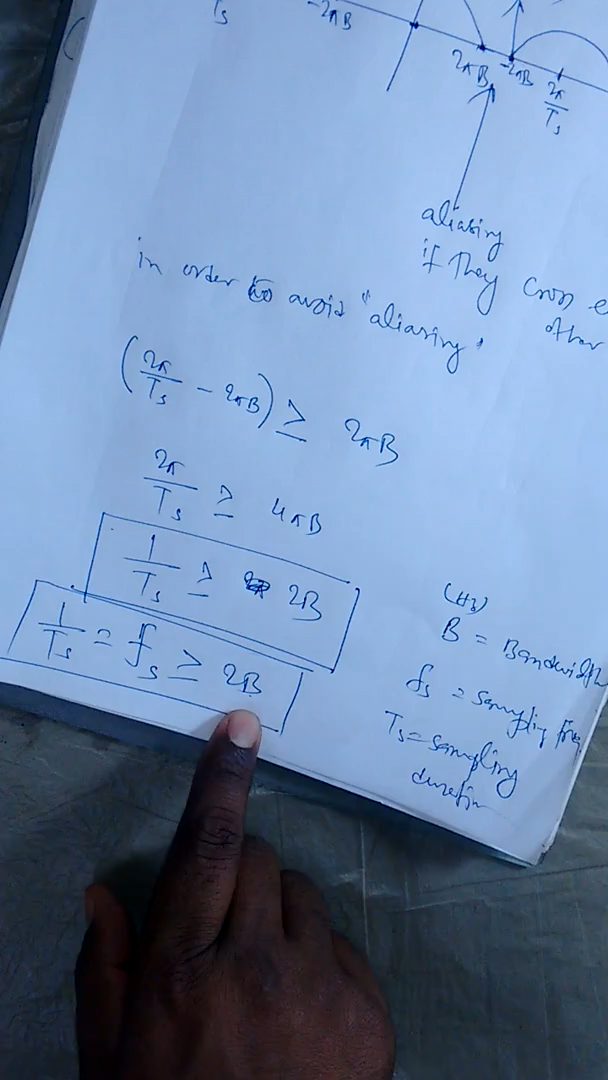 Ts
-2πB
2πB
-2πB
2π/Ts
aliasing
if they cross
other
in order to avoid "aliasing"
(2π/Ts - 2πB) ≥ 2πB
2π/Ts ≥ 4πB
1/Ts ≥ 2B
1/Ts = fs ≥ 2B
(Hz)
B = Bandwidth
fs = sampling freq
Ts = sampling
duration